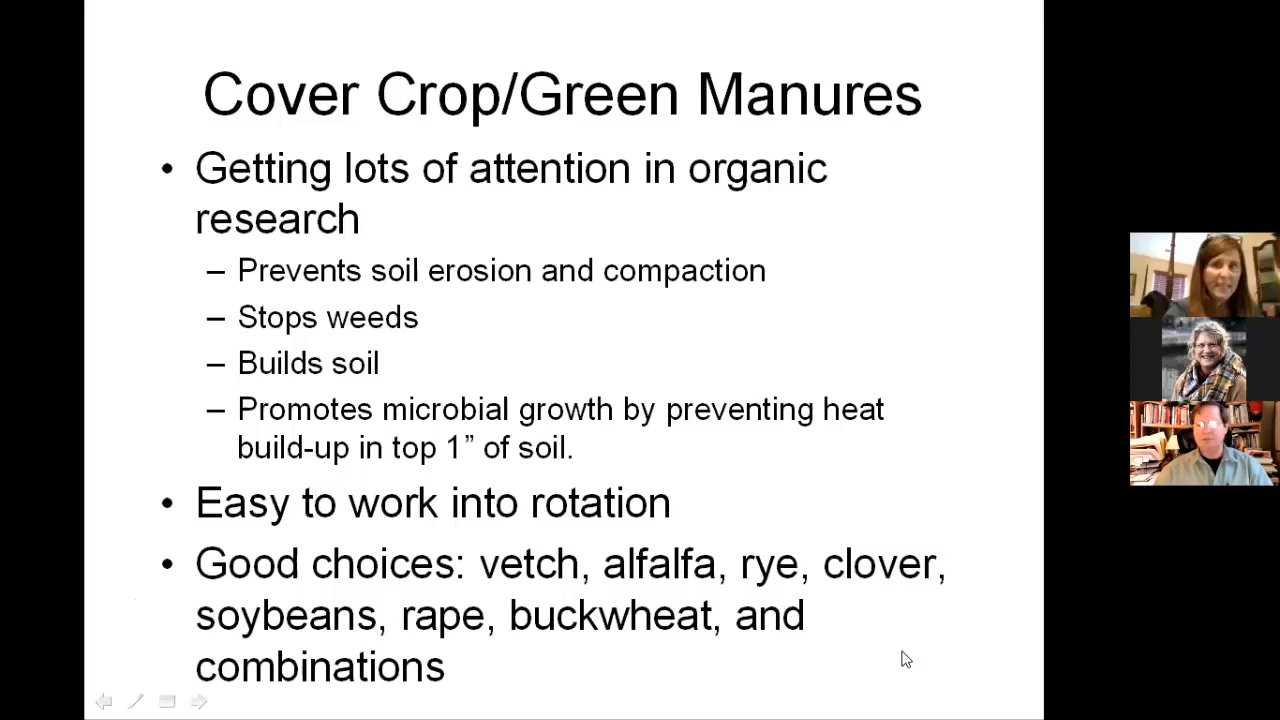 Cover Crop/Green Manures
• Getting lots of attention in organic
research
– Prevents soil erosion and compaction
– Stops weeds
– Builds soil
– Promotes microbial growth by preventing heat
build-up in top 1” of soil.
• Easy to work into rotation
• Good choices: vetch, alfalfa, rye, clover,
soybeans, rape, buckwheat, and
combinations